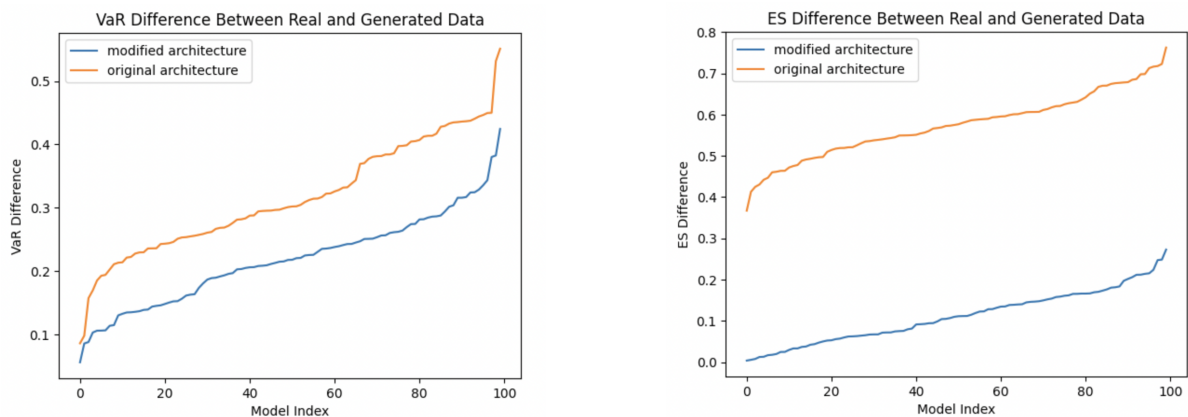 VaR Difference Between Real and Generated Data
modified architecture
original architecture
0.5
0.4
0.3
0.2
0.1
VaR Difference
0 20 40 60 80 100
Model Index
ES Difference Between Real and Generated Data
0.8
modified architecture
original architecture
0.7
0.6
0.5
0.4
0.3
0.2
0.1
0.0
ES Difference
0 20 40 60 80 100
Model Index